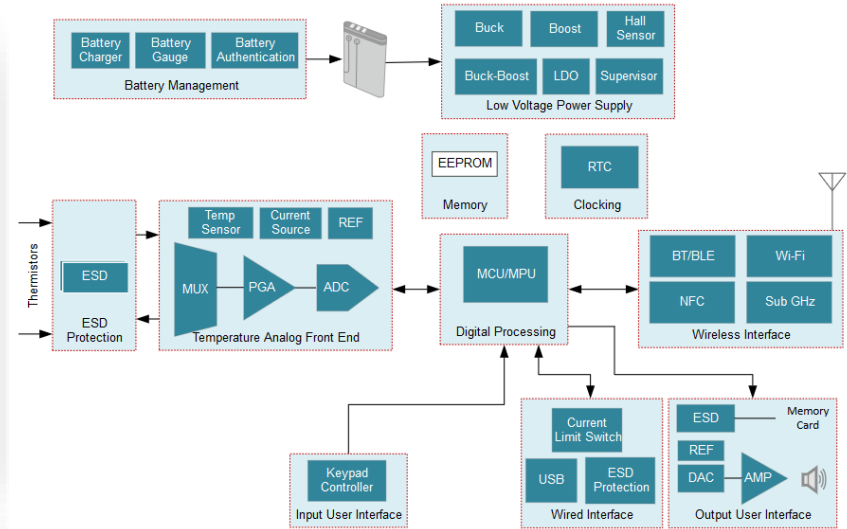 Battery
Charger
Battery
Gauge
Battery
Authentication
Battery Management
Buck
Boost
Hall
Sensor
Buck-Boost
LDO
Supervisor
Low Voltage Power Supply
EEPROM
Memory
RTC
Clocking
Thermistors
ESD
ESD
Protection
Temp
Sensor
Current
Source
REF
MUX
PGA
ADC
Temperature Analog Front End
MCU/MPU
Digital Processing
BT/BLE
Wi-Fi
NFC
Sub GHz
Wireless Interface
Keypad
Controller
Input User Interface
Current
Limit Switch
USB
ESD
Protection
Wired Interface
ESD
Memory
Card
REF
DAC
AMP
Output User Interface